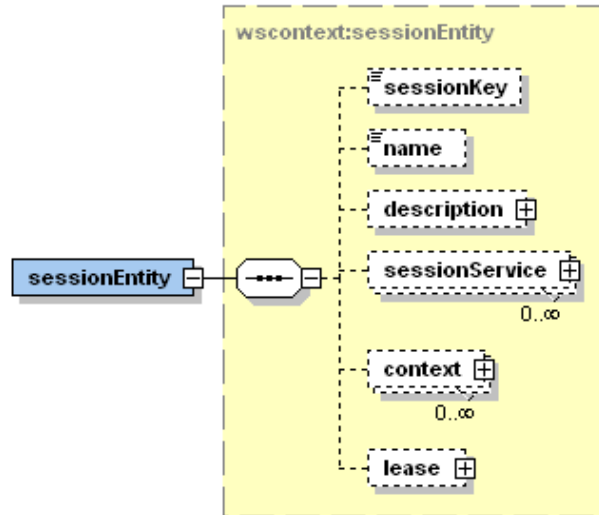 wscontext:sessionEntity
sessionKey
name
description
sessionEntity
sessionService
0..∞
context
0..∞
lease